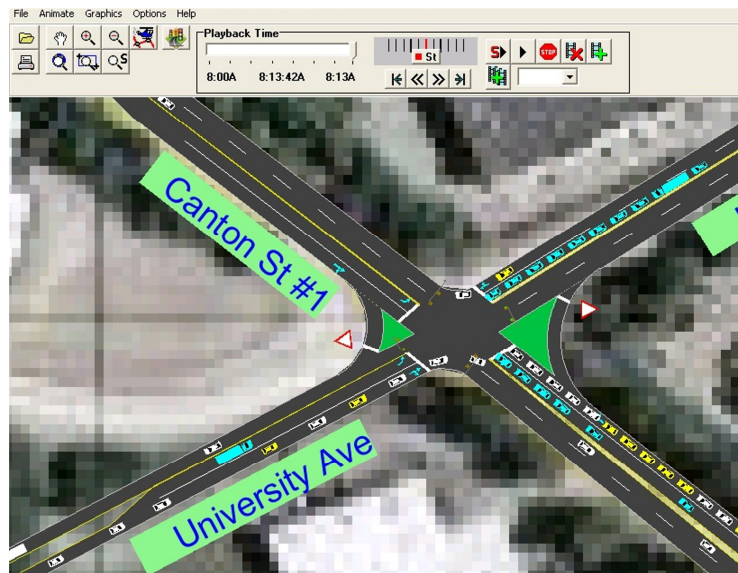 File Animate Graphics Options Help
Playback Time
8:00A 8:13:42A 8:13A
St
S
STOP
S
Canton St #1
University Ave